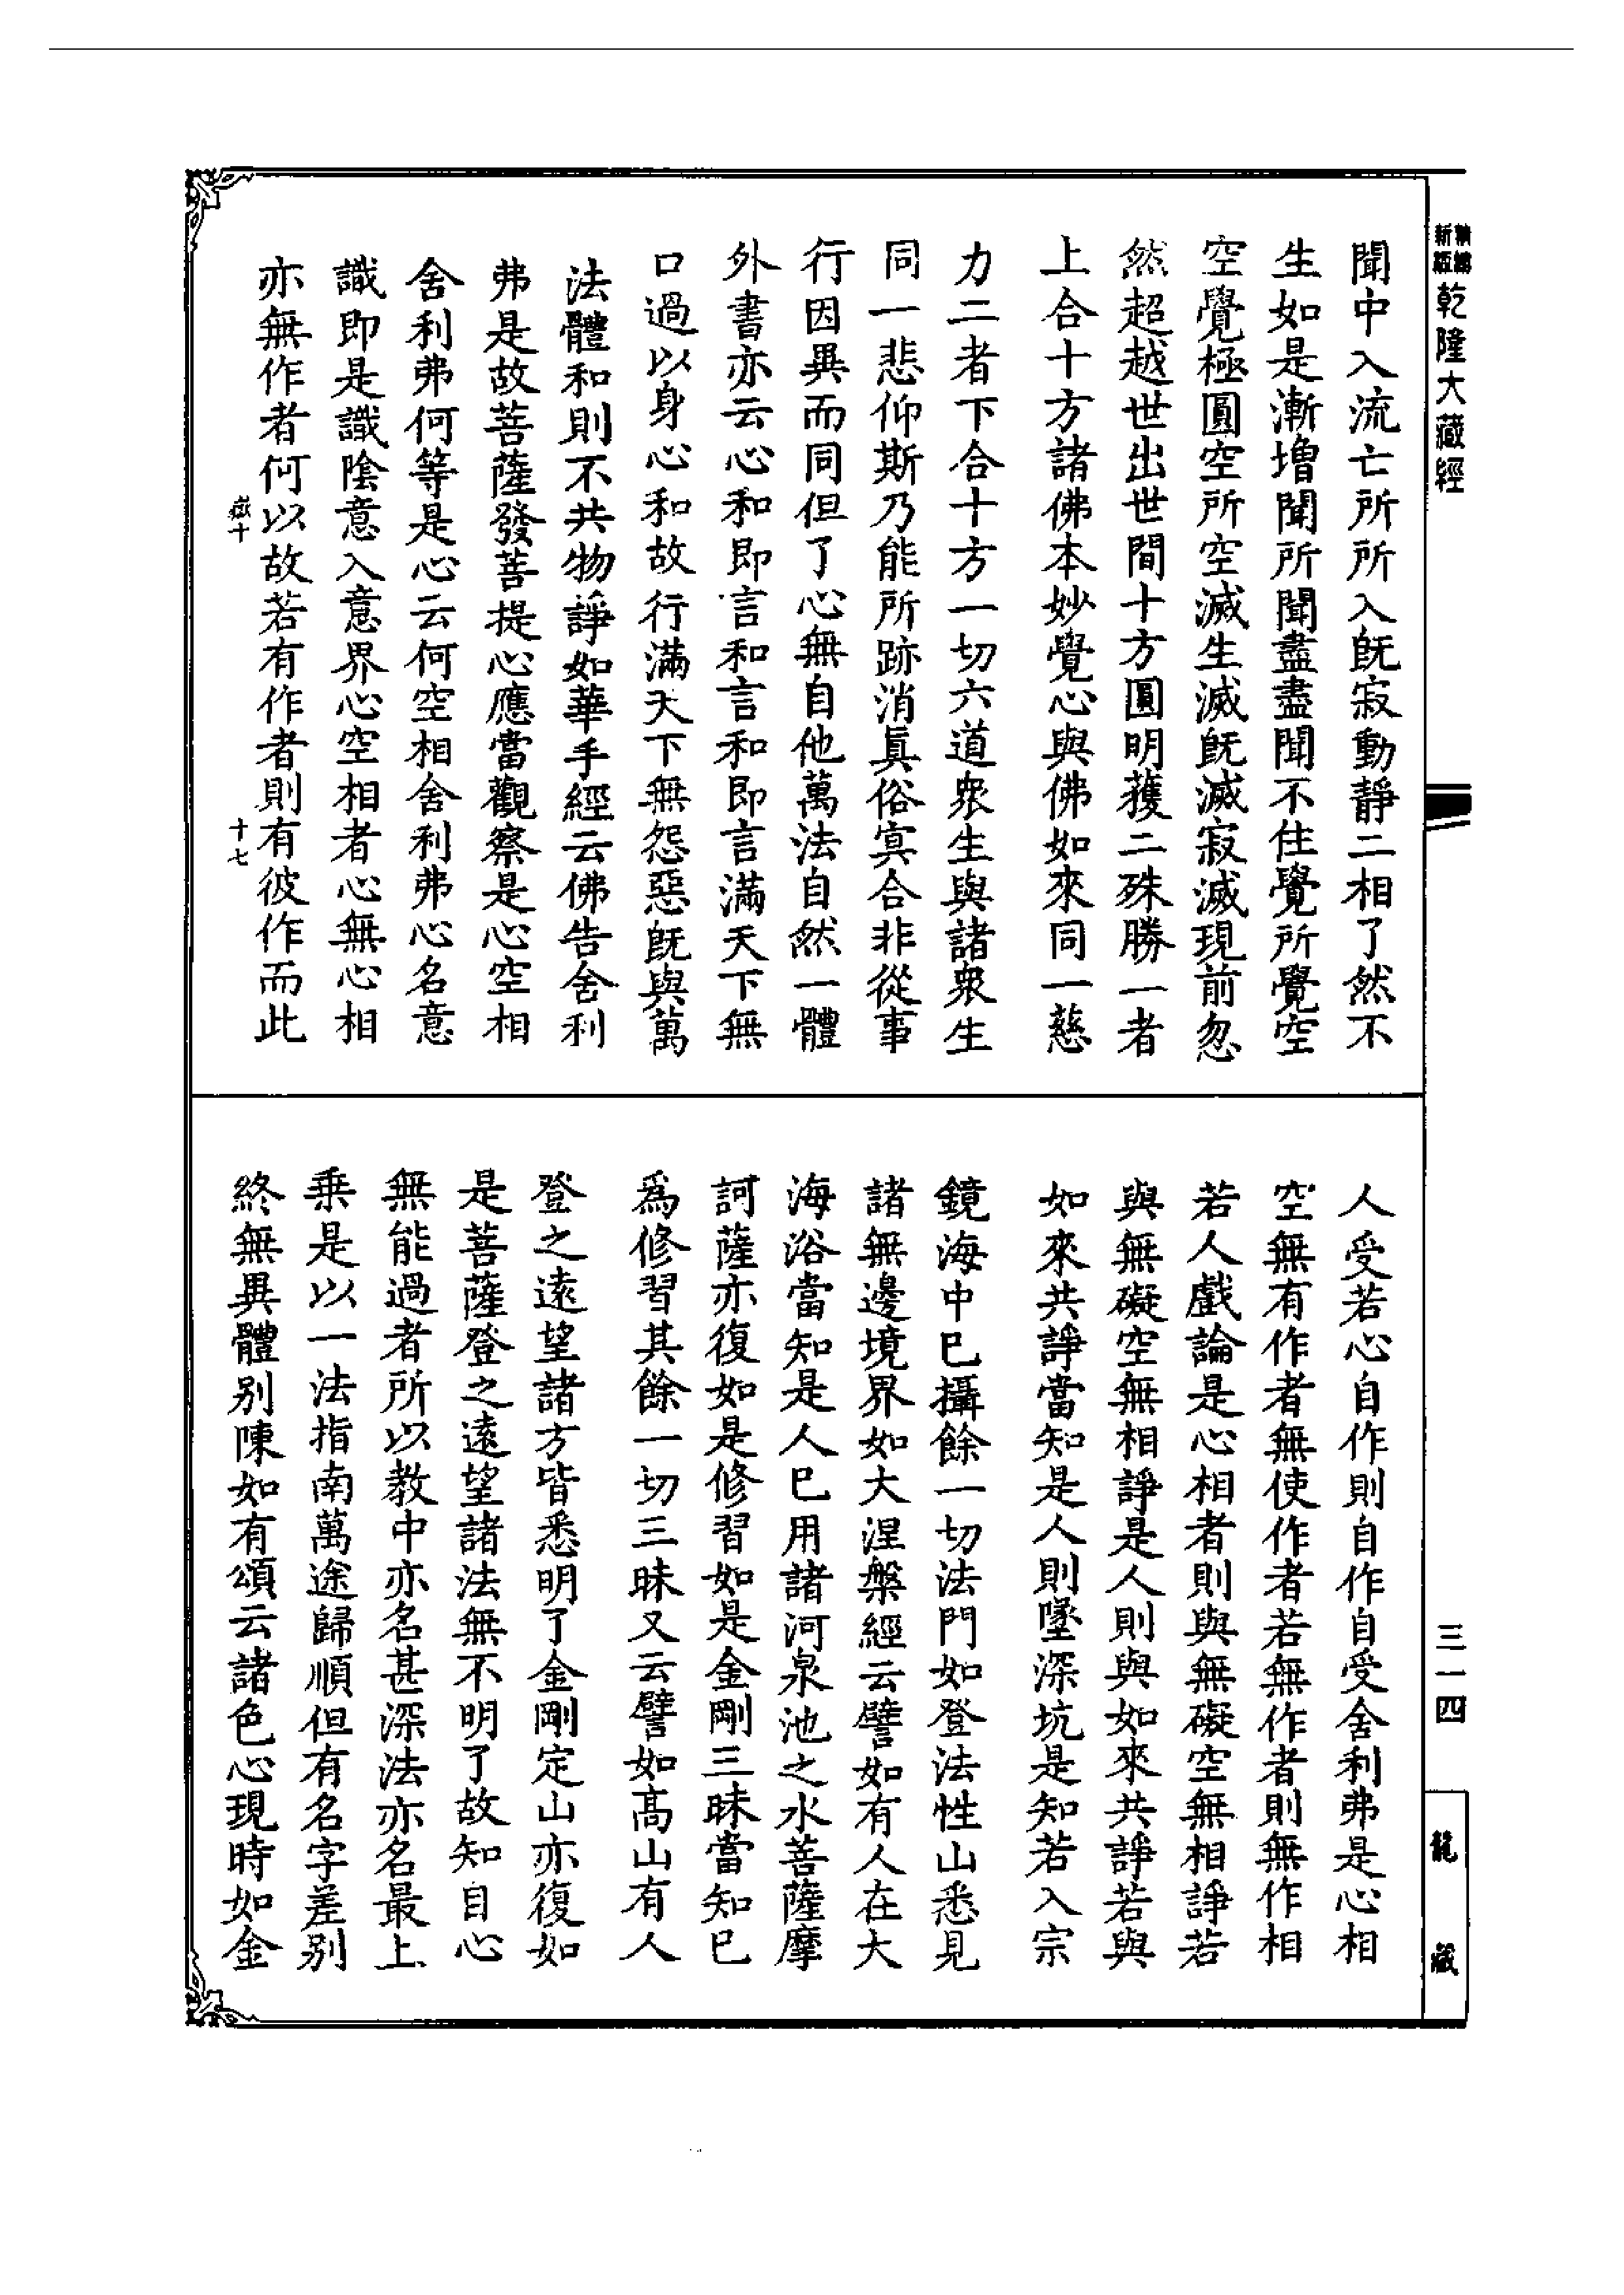 乾隆大藏經
三一四
龍藏
聞中入流亡所所入旣寂動靜二相了然不
生如是漸增聞所聞盡盡聞不住覺所覺空
空覺極圓空所空滅生滅旣滅寂滅現前忽
然超越世出世間十方圓明獲二殊勝一者
上合十方諸佛本妙覺心與佛如來同一慈
力二者下合十方一切六道衆生與諸衆生
同一悲仰斯乃能所跡消眞俗寘合非從事
行因異而同但了心無自他萬法自然一體
外書亦云心和即言和言和即言滿天下無
口過以身心和故行滿天下無怨惡旣與萬
法體和則不共物諍如華手經云佛告舍利
弗是故菩薩發菩提心應當觀察是心空相
舍利弗何等是心云何空相舍利弗心名意
識即是識陰意入意界心空相者心無心相
亦無作者何以故若有作者則有彼作而此
嶽十
十七
人受若心自作則自作自受舍利弗是心相
空無有作者無使作者若無作者則無作相
若人戲論是心相者則與無礙空無相諍若
與無礙空無相諍是人則與如來共諍若與
如來共諍當知是人則墜深坑是知若入宗
鏡海中已攝餘一切法門如登法性山悉見
諸無邊境界如大涅槃經云譬如有人在大
海浴當知是人已用諸河泉池之水菩薩摩
訶薩亦復如是修習如是金剛三昧當知已
爲修習其餘一切三昧又云譬如高山有人
登之遠望諸方皆悉明了金剛定山亦復如
是菩薩登之遠望諸法無不明了故知自心
無能過者所以教中亦名甚深法亦名最上
乗是以一法指南萬途歸順但有名字差别
終無異體别陳如有頌云諸色心現時如金